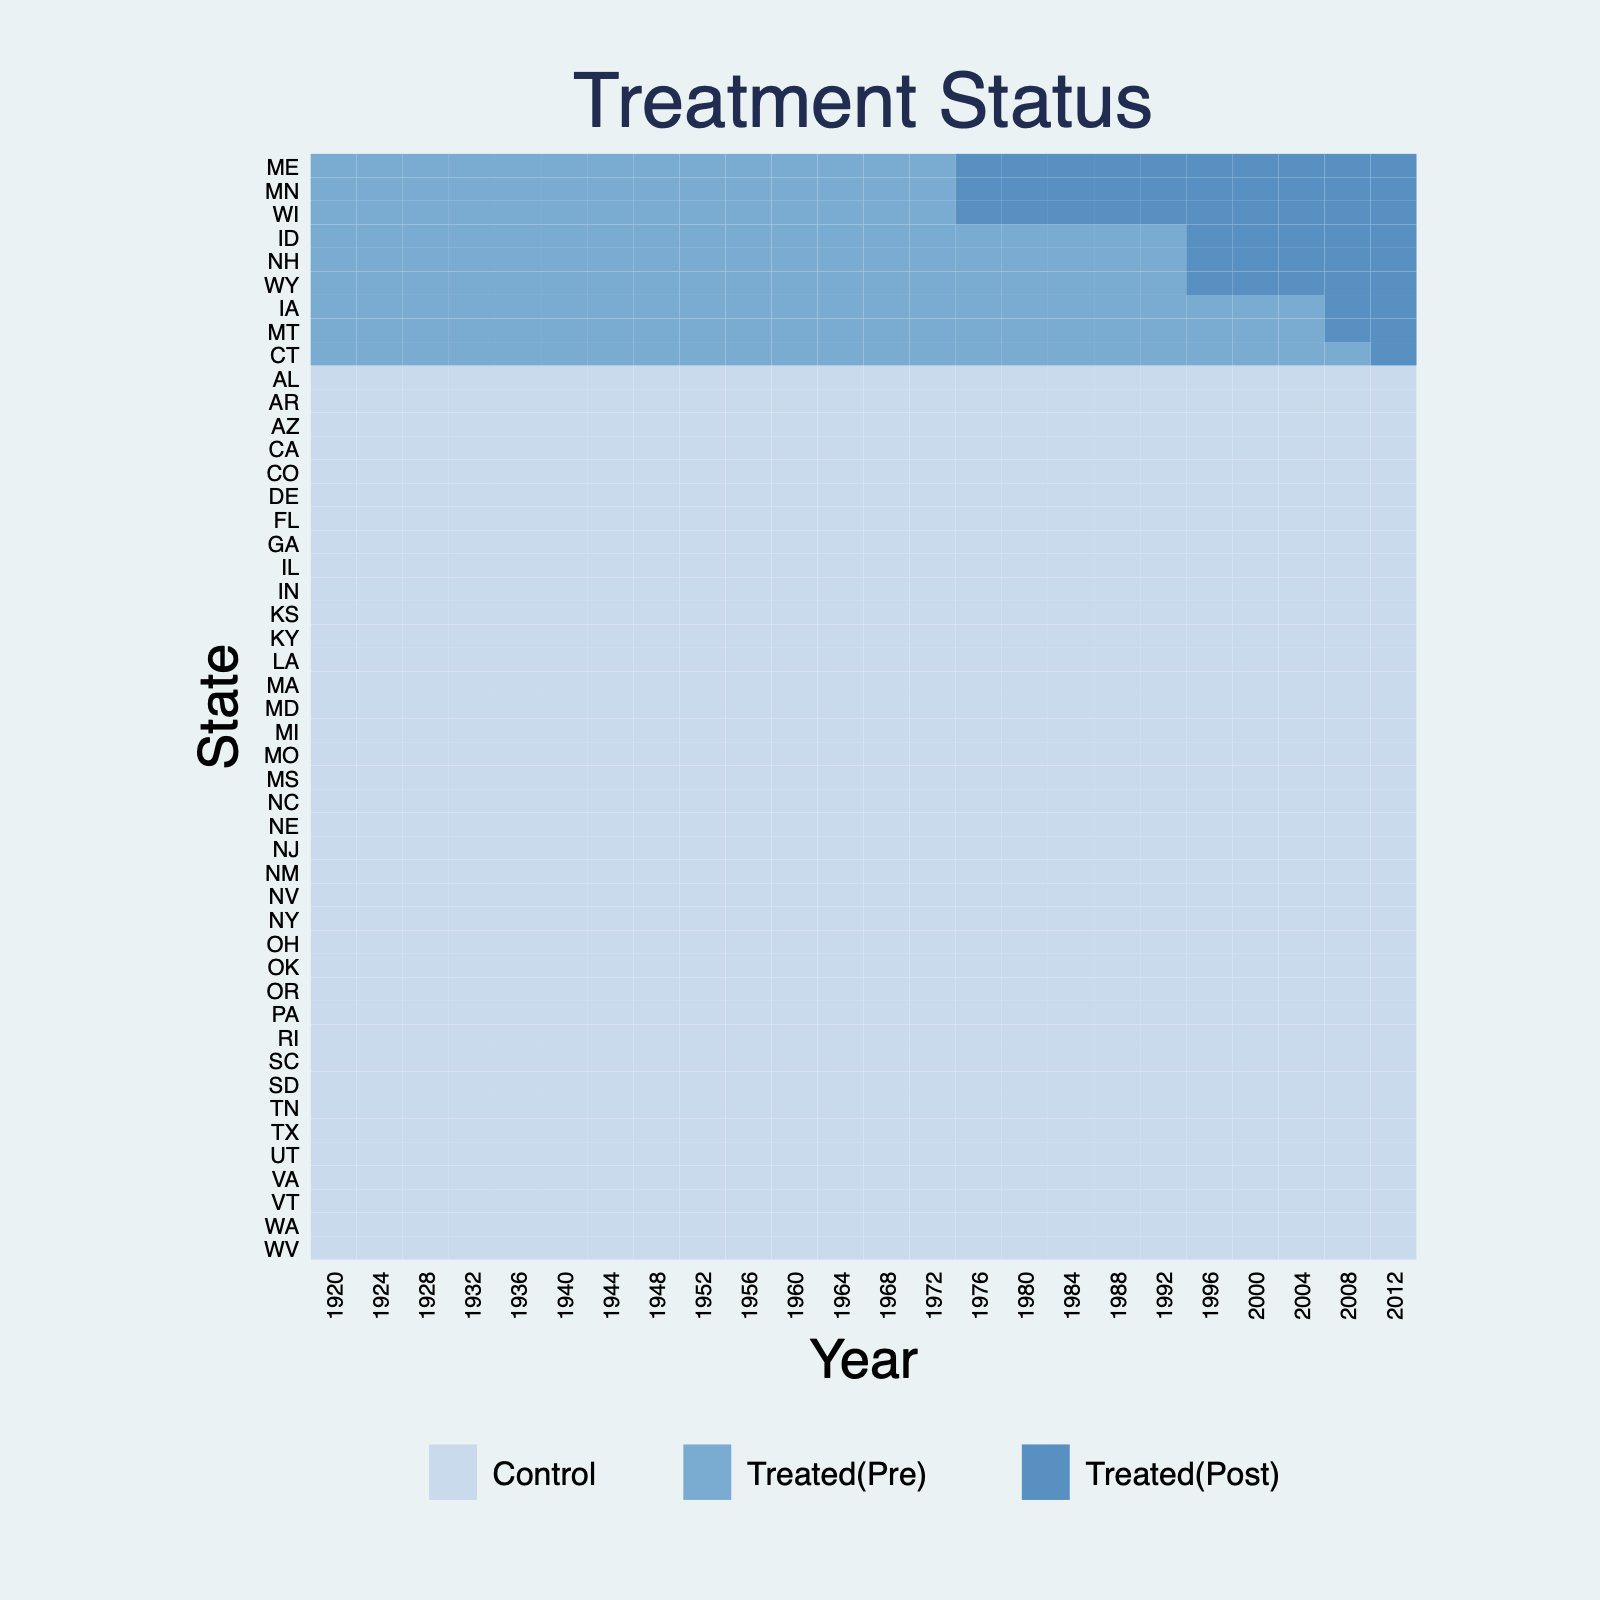 Treatment Status
ME
MN
WI
ID
NH
WY
IA
MT
CT
AL
AR
AZ
CA
CO
DE
FL
GA
IL
IN
KS
KY
LA
MA
MD
MI
MO
MS
NC
NE
NJ
NM
NV
NY
OH
OK
OR
PA
RI
SC
SD
TN
TX
UT
VA
VT
WA
WV
State
1920 1924 1928 1932 1936 1940 1944 1948 1952 1956 1960 1964 1968 1972 1976 1980 1984 1988 1992 1996 2000 2004 2008 2012
Year
Control Treated(Pre) Treated(Post)